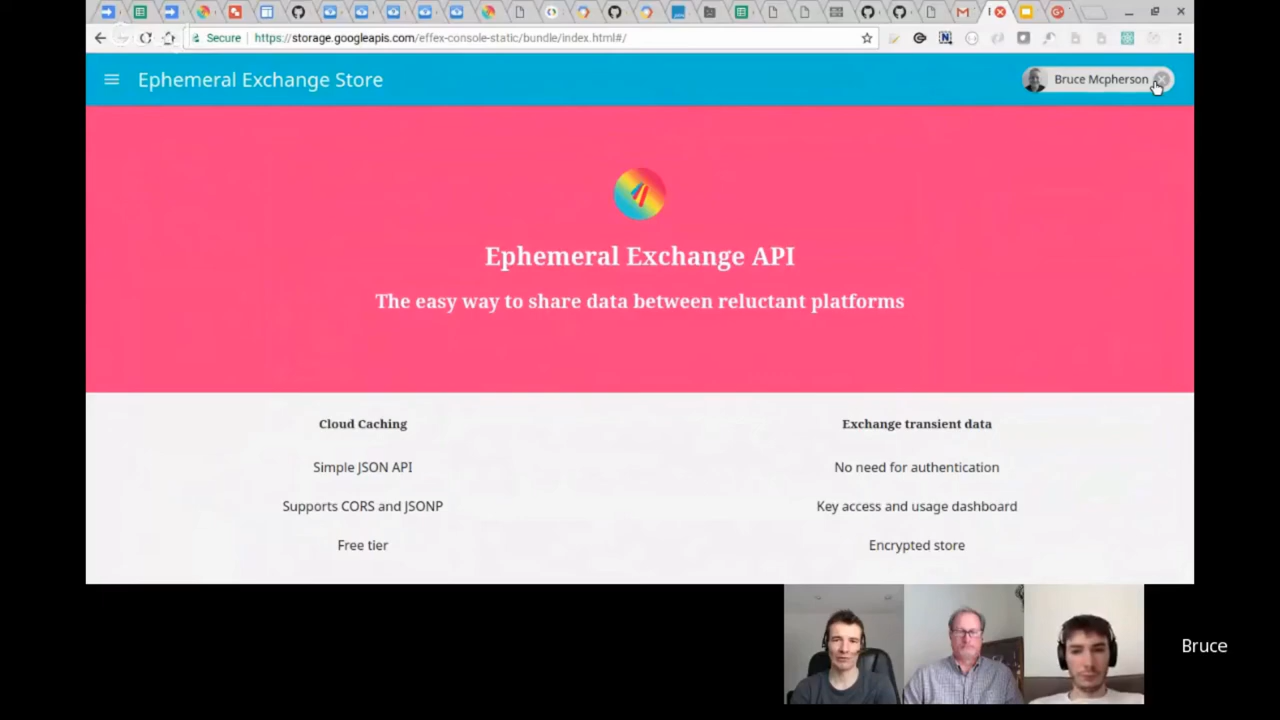 Secure
https://storage.googleapis.com/effex-console-static/bundle/index.html#/
Ephemeral Exchange Store
Bruce Mcpherson
Ephemeral Exchange API
The easy way to share data between reluctant platforms
Cloud Caching
Exchange transient data
Simple JSON API
No need for authentication
Supports CORS and JSONP
Key access and usage dashboard
Free tier
Encrypted store
Bruce